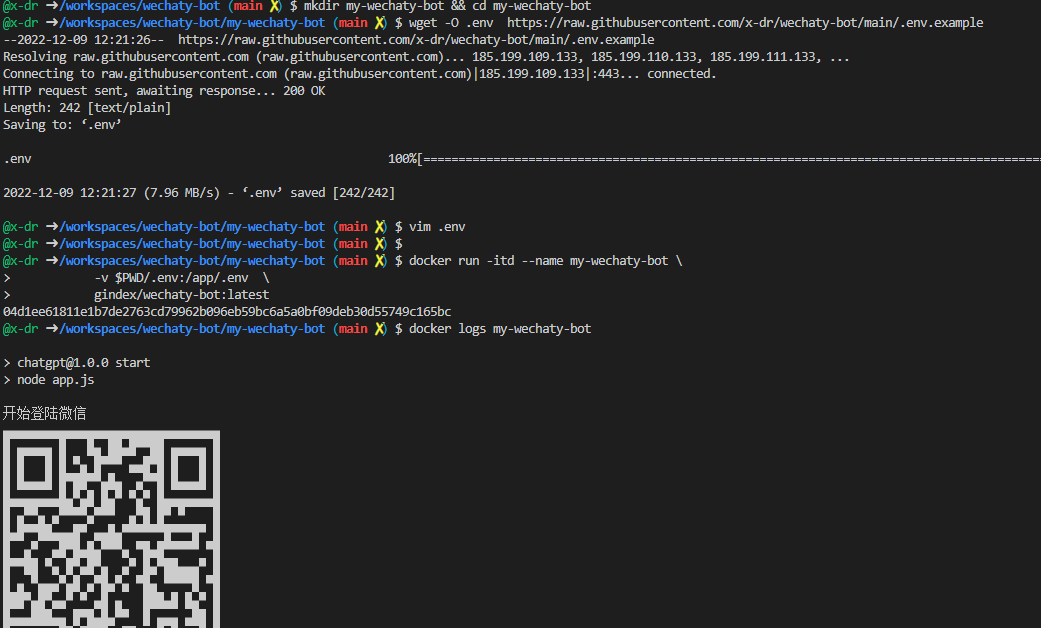 @x-dr ➜/workspaces/wechaty-bot (main ✗) $ mkdir my-wechaty-bot && cd my-wechaty-bot
@x-dr ➜/workspaces/wechaty-bot/my-wechaty-bot (main ✗) $ wget -O .env  https://raw.githubusercontent.com/x-dr/wechaty-bot/main/.env.example
--2022-12-09 12:21:26--  https://raw.githubusercontent.com/x-dr/wechaty-bot/main/.env.example
Resolving raw.githubusercontent.com (raw.githubusercontent.com)... 185.199.109.133, 185.199.110.133, 185.199.111.133, ...
Connecting to raw.githubusercontent.com (raw.githubusercontent.com)|185.199.109.133|:443... connected.
HTTP request sent, awaiting response... 200 OK
Length: 242 [text/plain]
Saving to: ‘.env’
.env 100%[=========================================================================================
2022-12-09 12:21:27 (7.96 MB/s) - ‘.env’ saved [242/242]
@x-dr ➜/workspaces/wechaty-bot/my-wechaty-bot (main ✗) $ vim .env
@x-dr ➜/workspaces/wechaty-bot/my-wechaty-bot (main ✗) $
@x-dr ➜/workspaces/wechaty-bot/my-wechaty-bot (main ✗) $ docker run -itd --name my-wechaty-bot \
>            -v $PWD/.env:/app/.env  \
>            gindex/wechaty-bot:latest
04d1ee61811e1b7de2763cd79962b096eb59bc6a5a0bf09deb30d55749c165bc
@x-dr ➜/workspaces/wechaty-bot/my-wechaty-bot (main ✗) $ docker logs my-wechaty-bot
> chatgpt@1.0.0 start
> node app.js
开始登陆微信